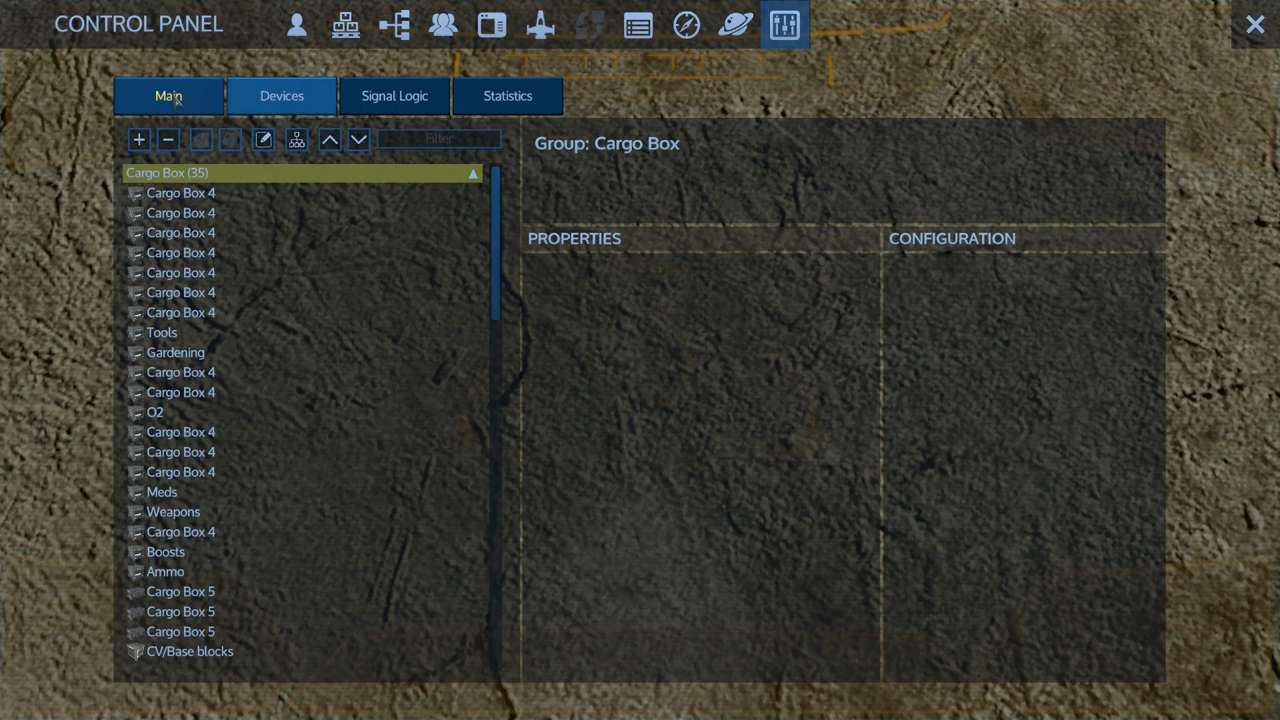 CONTROL PANEL
Main
Devices
Signal Logic
Statistics
Filter
Cargo Box (35)
Cargo Box 4
Cargo Box 4
Cargo Box 4
Cargo Box 4
Cargo Box 4
Cargo Box 4
Cargo Box 4
Tools
Gardening
Cargo Box 4
Cargo Box 4
O2
Cargo Box 4
Cargo Box 4
Cargo Box 4
Meds
Weapons
Cargo Box 4
Boosts
Ammo
Cargo Box 5
Cargo Box 5
Cargo Box 5
CV/Base blocks
Group: Cargo Box
PROPERTIES
CONFIGURATION